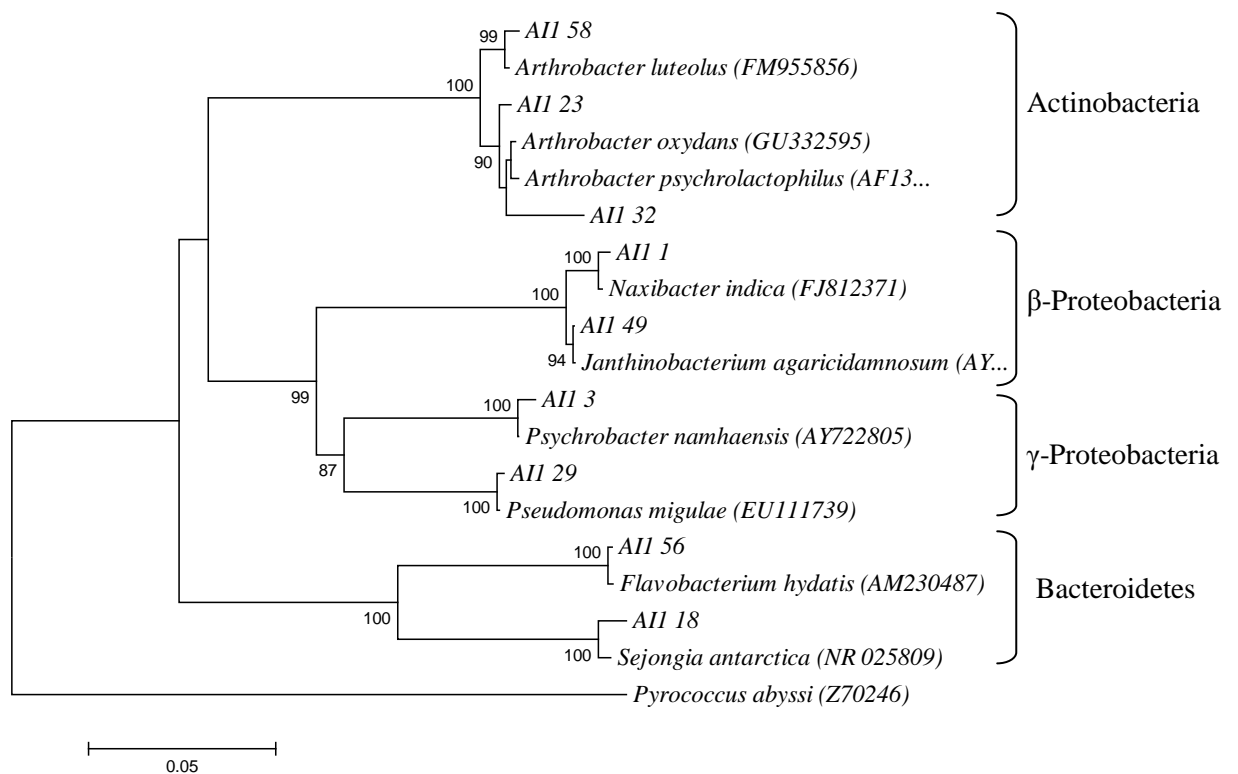 99 AI1 58
Arthrobacter luteolus (FM955856)
100
AI1 23
Actinobacteria
Arthrobacter oxydans (GU332595)
90
Arthrobacter psychrolactophilus (AF13...
AI1 32
100 AI1 1
Naxibacter indica (FJ812371)
100
β-Proteobacteria
AI1 49
94 Janthinobacterium agaricidamnosum (AY...
99
100 AI1 3
Psychrobacter namhaensis (AY722805)
87
γ-Proteobacteria
AI1 29
100 Pseudomonas migulae (EU111739)
100 AI1 56
Flavobacterium hydatis (AM230487)
Bacteroidetes
100
AI1 18
100 Sejongia antarctica (NR 025809)
Pyrococcus abyssi (Z70246)
0.05